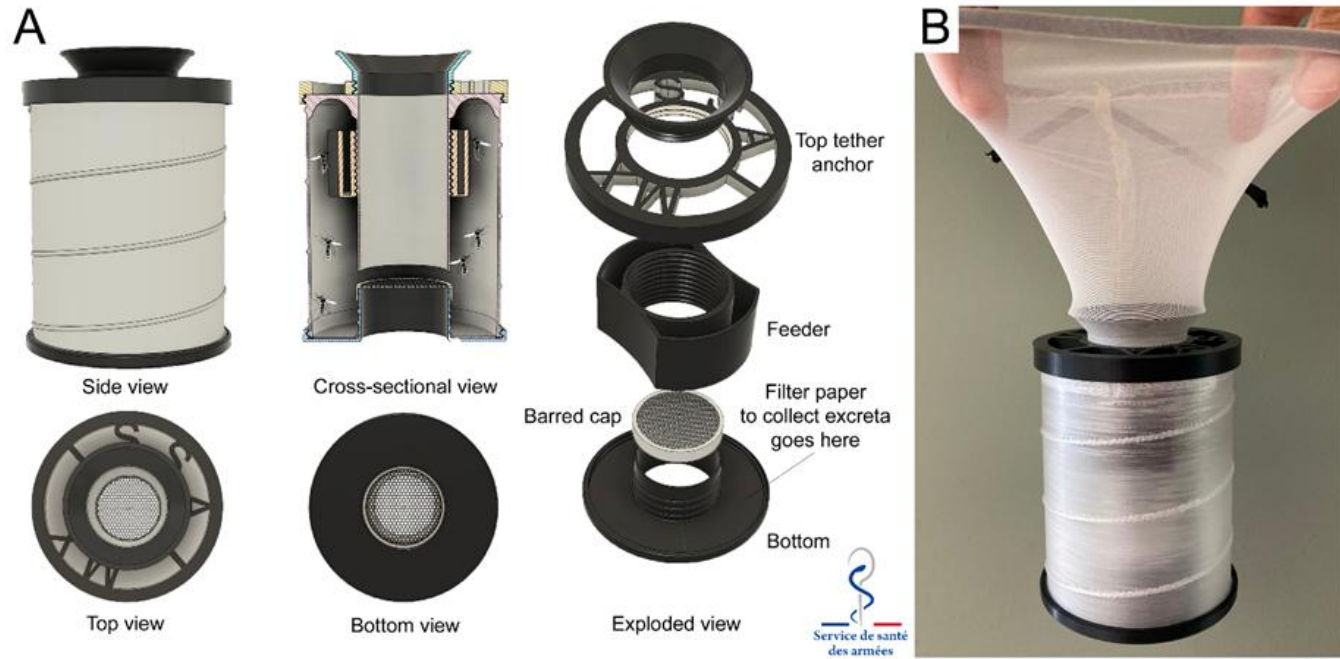 A
B
Side view
Cross-sectional view
Top tether
anchor
Feeder
Barred cap
Filter paper
to collect excreta
goes here
Bottom
Top view
Bottom view
Exploded view
Service de santé
des armées